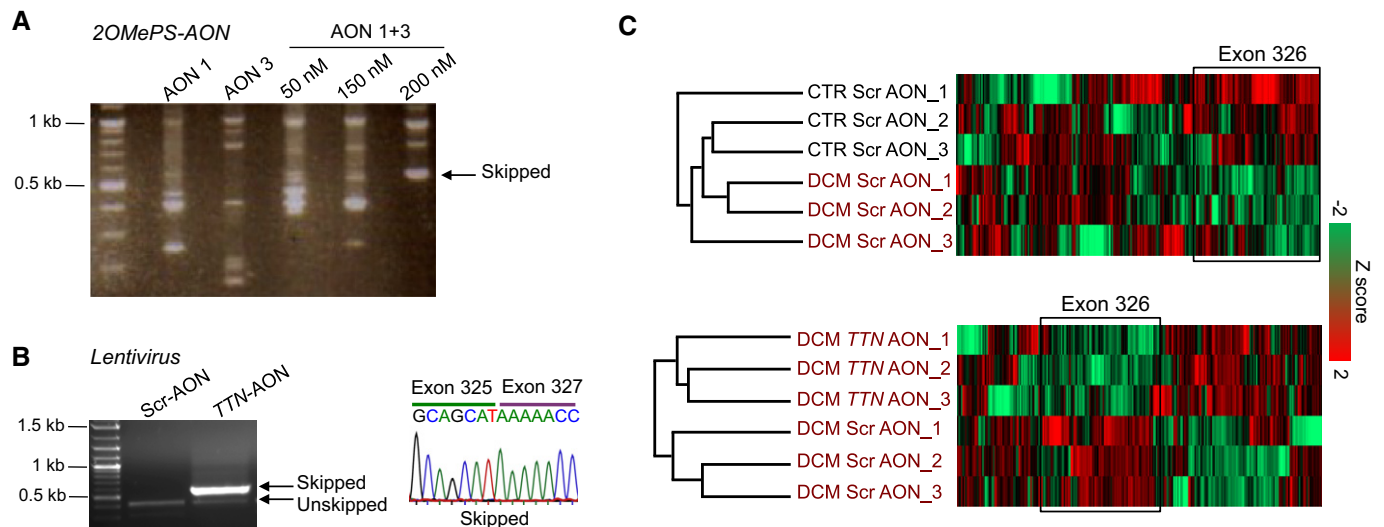 A
2OMePS-AON
AON 1+3
AON 1
AON 3
50 nM
150 nM
200 nM
1 kb
0.5 kb
Skipped
B
Lentivirus
Scr-AON
TTN-AON
1.5 kb
1 kb
0.5 kb
Skipped
Unskipped
Exon 325
Exon 327
GCAGCATAAAAACC
Skipped
C
Exon 326
CTR Scr AON_1
CTR Scr AON_2
CTR Scr AON_3
DCM Scr AON_1
DCM Scr AON_2
DCM Scr AON_3
Exon 326
DCM TTN AON_1
DCM TTN AON_2
DCM TTN AON_3
DCM Scr AON_1
DCM Scr AON_2
DCM Scr AON_3
-2
Z score
2